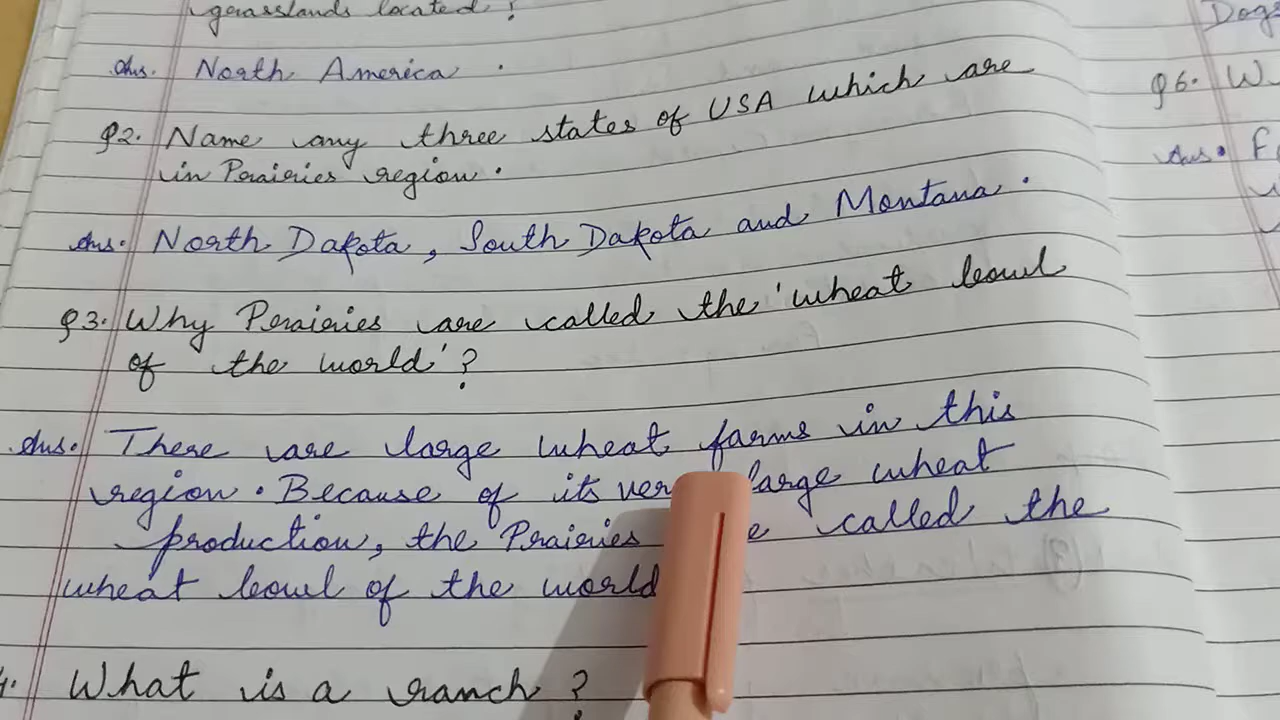 grasslands located?
Ans. North America.
Q2. Name any three states of USA which are
in Prairies region.
Ans. North Dakota, South Dakota and Montana.
Q3. Why Prairies are called the 'wheat bowl
of the world'?
Ans. There are large wheat farms in this
region. Because of its large wheat
production, the Prairies called the
wheat bowl of the world
What is a ranch?
Dogs
Q6.
Ans.